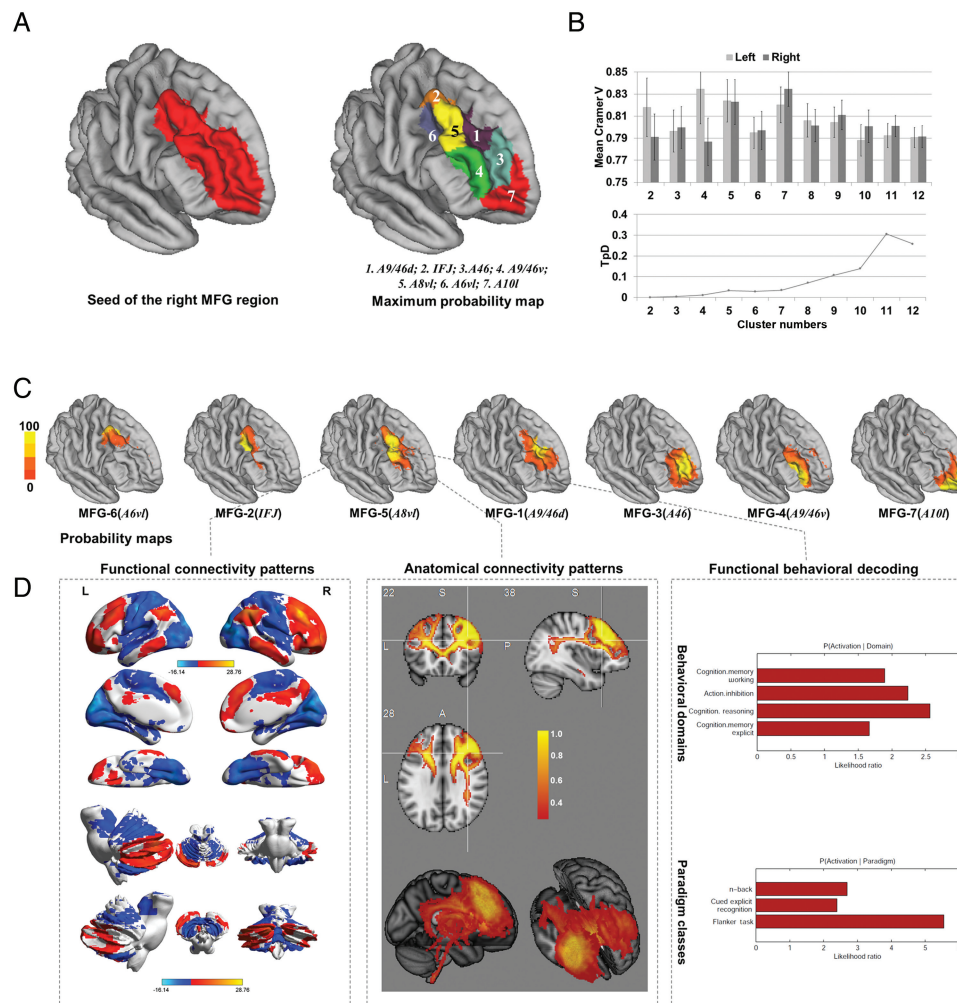 A
2
6
5
1
3
4
7
1. A9/46d; 2. IFJ; 3.A46; 4. A9/46v;
5. A8vl; 6. A6vl; 7. A10l
Seed of the right MFG region
Maximum probability map
B
Left Right
Mean Cramer V
0.85
0.83
0.81
0.79
0.77
0.75
2 3 4 5 6 7 8 9 10 11 12
TpD
0.4
0.3
0.2
0.1
0
2 3 4 5 6 7 8 9 10 11 12
Cluster numbers
C
100
0
MFG-6(A6vl) MFG-2(IFJ) MFG-5(A8vl) MFG-1(A9/46d) MFG-3(A46) MFG-4(A9/46v) MFG-7(A10l)
Probability maps
D
Functional connectivity patterns
L R
-16.14 28.76
-16.14 28.76
Anatomical connectivity patterns
22 S 38 S
L P
28 A
L
1.0
0.8
0.6
0.4
Functional behavioral decoding
Behavioral domains
P(Activation | Domain)
Cognition.memory
working
Action.inhibition
Cognition. reasoning
Cognition.memory
explicit
0 0.5 1 1.5 2 2.5
Likelihood ratio
Paradigm classes
P(Activation | Paradigm)
n-back
Cued explicit
recognition
Flanker task
0 1 2 3 4 5
Likelihood ratio